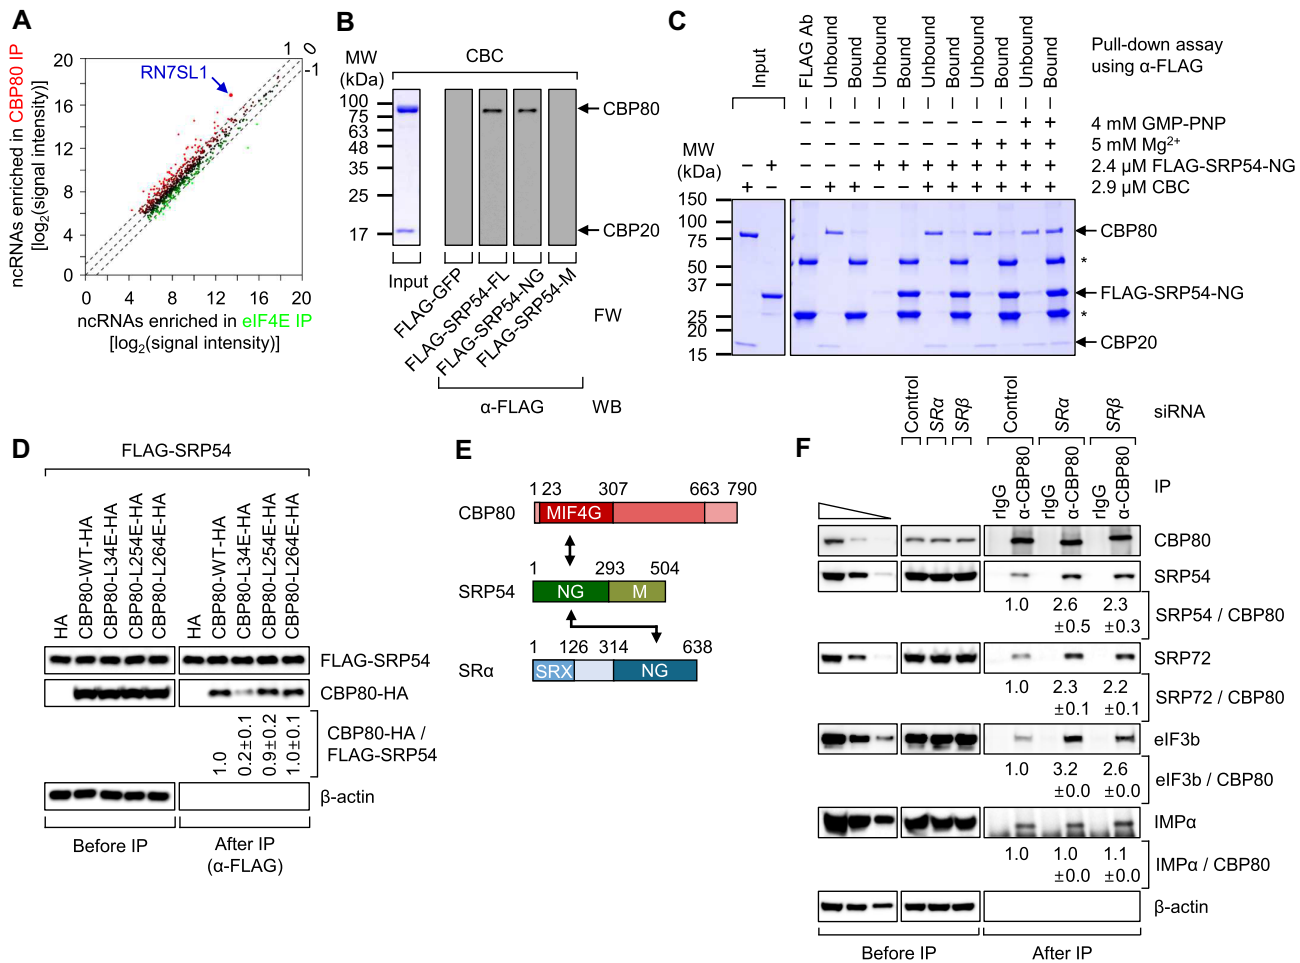 A
1 0
-1
RN7SL1
20
16
12
8
4
0
0 4 8 12 16 20
ncRNAs enriched in CBP80 IP
[log2(signal intensity)]
ncRNAs enriched in eIF4E IP
[log2(signal intensity)]
B
MW
(kDa)
CBC
100
75
63
48
35
25
17
CBP80
CBP20
Input
FLAG-GFP
FLAG-SRP54-FL
FLAG-SRP54-NG
FLAG-SRP54-M
FW
α-FLAG
WB
C
Input
FLAG Ab
Unbound
Bound
Unbound
Bound
Unbound
Bound
Unbound
Bound
Unbound
Bound
Pull-down assay
using α-FLAG
− − − − − − − − − + + 4 mM GMP-PNP
− − − − − − − + + + + 5 mM Mg2+
− + − − − + + + + + + + + 2.4 μM FLAG-SRP54-NG
+ − − + + − − + + + + + + 2.9 μM CBC
MW
(kDa)
150
100
75
50
37
25
20
15
CBP80
*
FLAG-SRP54-NG
*
CBP20
D
FLAG-SRP54
HA
CBP80-WT-HA
CBP80-L34E-HA
CBP80-L254E-HA
CBP80-L264E-HA
HA
CBP80-WT-HA
CBP80-L34E-HA
CBP80-L254E-HA
CBP80-L264E-HA
FLAG-SRP54
CBP80-HA
1.0
0.2±0.1
0.9±0.2
1.0±0.1
CBP80-HA /
FLAG-SRP54
β-actin
Before IP
After IP
(α-FLAG)
E
1 23 307 663 790
CBP80 MIF4G
1 293 504
SRP54 NG M
1 126 314 638
SRα SRX NG
F
Control
SRα
SRβ
Control
SRα
SRβ
siRNA
rIgG
α-CBP80
rIgG
α-CBP80
rIgG
α-CBP80
IP
CBP80
SRP54
1.0 2.6 2.3
±0.5 ±0.3
SRP54 / CBP80
SRP72
1.0 2.3 2.2
±0.1 ±0.1
SRP72 / CBP80
eIF3b
1.0 3.2 2.6
±0.0 ±0.0
eIF3b / CBP80
IMPα
1.0 1.0 1.1
±0.0 ±0.0
IMPα / CBP80
β-actin
Before IP
After IP